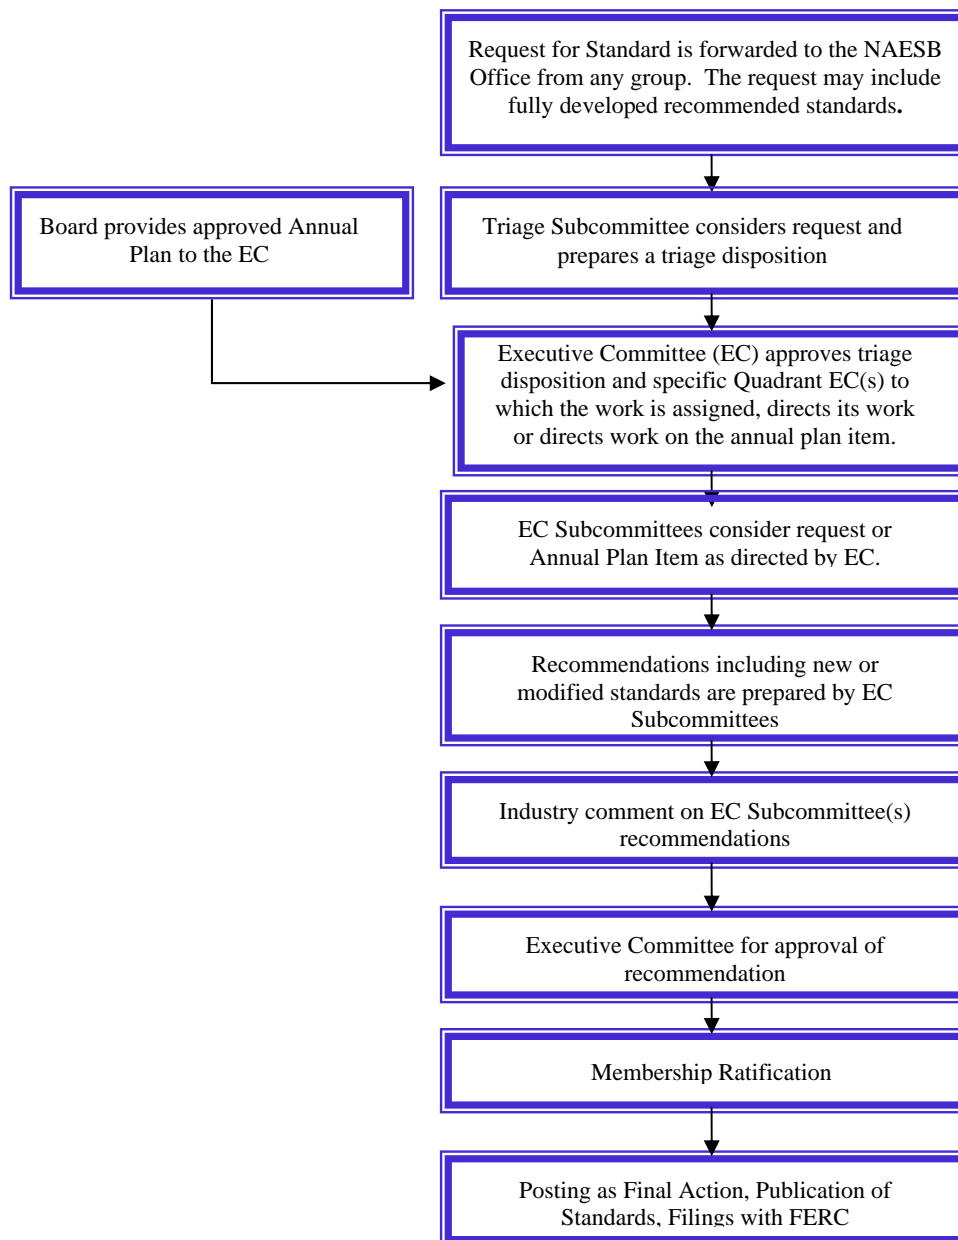 Request for Standard is forwarded to the NAESB
Office from any group.  The request may include
fully developed recommended standards.
Board provides approved Annual
Plan to the EC
Triage Subcommittee considers request and
prepares a triage disposition
Executive Committee (EC) approves triage
disposition and specific Quadrant EC(s) to
which the work is assigned, directs its work
or directs work on the annual plan item.
EC Subcommittees consider request or
Annual Plan Item as directed by EC.
Recommendations including new or
modified standards are prepared by EC
Subcommittees
Industry comment on EC Subcommittee(s)
recommendations
Executive Committee for approval of
recommendation
Membership Ratification
Posting as Final Action, Publication of
Standards, Filings with FERC